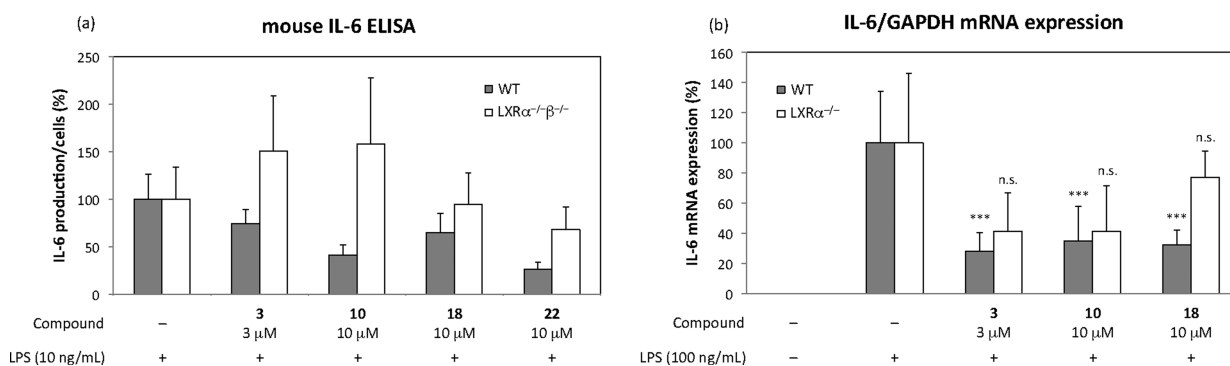 (a)
mouse IL-6 ELISA
IL-6 production/cells (%)
250
200
150
100
50
0
WT
LXRα⁻/⁻β⁻/⁻
Compound – 3 10 18 22
3 μM 10 μM 10 μM 10 μM
LPS (10 ng/mL) + + + + +
(b)
IL-6/GAPDH mRNA expression
IL-6 mRNA expression (%)
160
140
120
100
80
60
40
20
0
WT
LXRα⁻/⁻
n.s.
n.s.
n.s.
***
***
***
Compound – – 3 10 18
3 μM 10 μM 10 μM
LPS (100 ng/mL) – + + + +